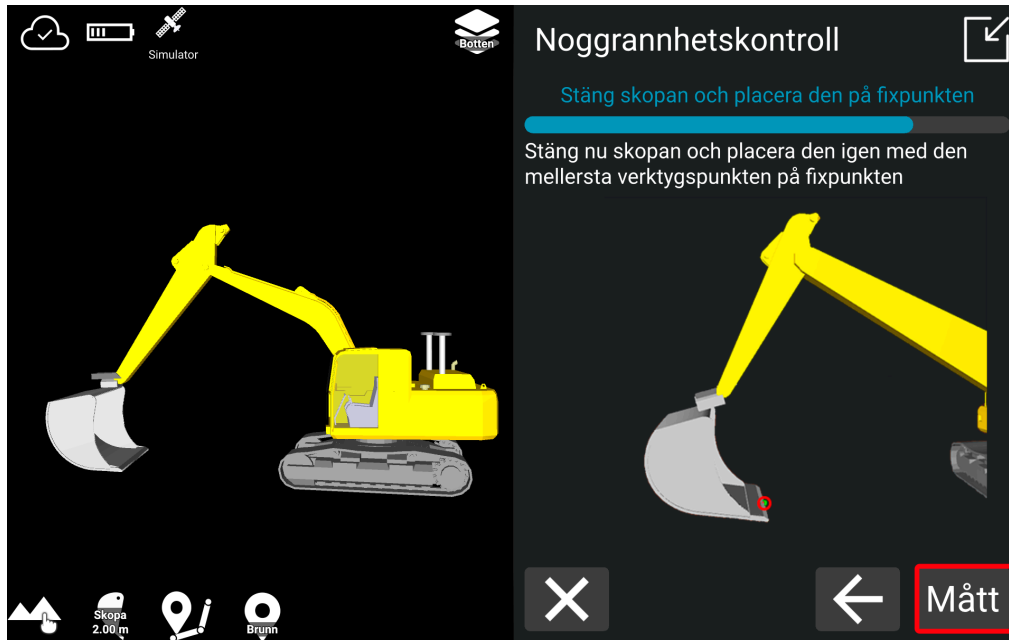 Simulator
Botten
Noggrannhetskontroll
Stäng skopan och placera den på fixpunkten
Stäng nu skopan och placera den igen med den
mellersta verktygspunkten på fixpunkten
Skopa
2.00 m
Brunn
Mått